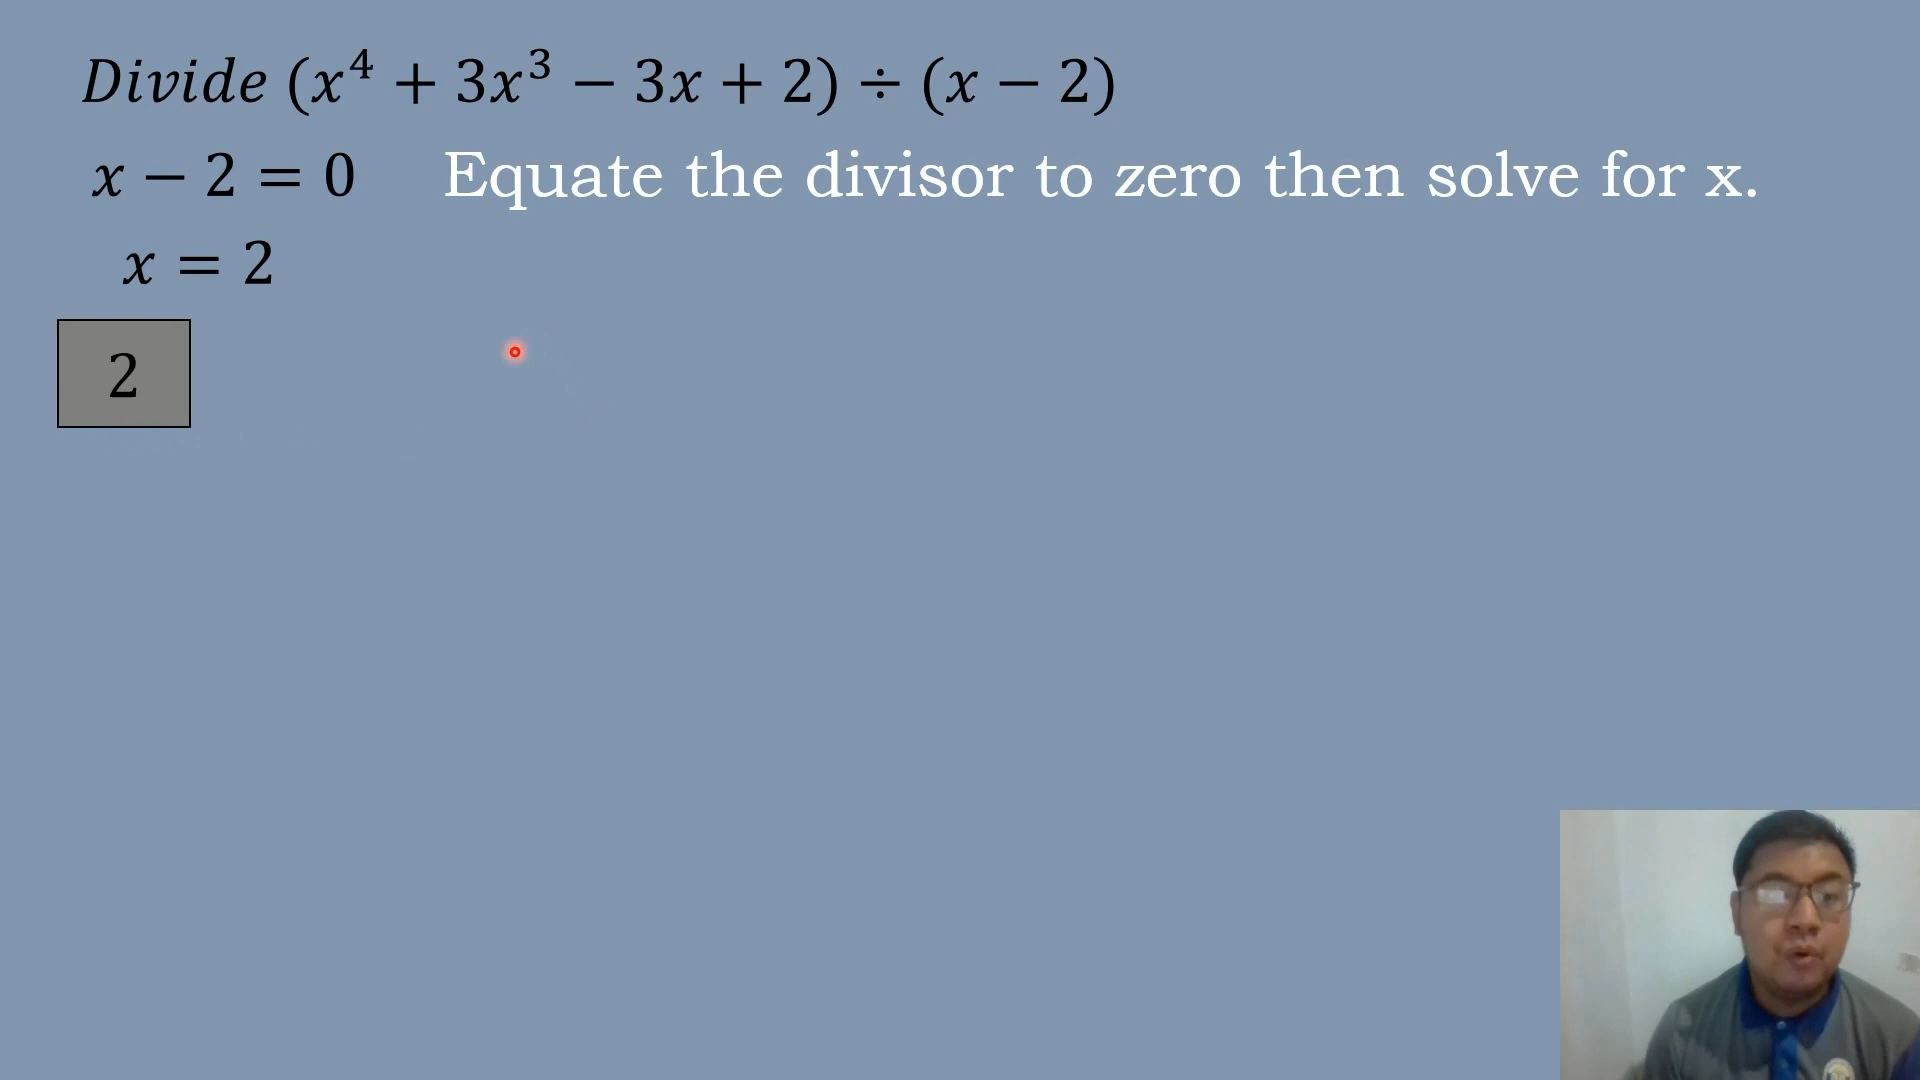 Divide (x⁴ + 3x³ − 3x + 2) ÷ (x − 2)
x − 2 = 0 Equate the divisor to zero then solve for x.
x = 2
2